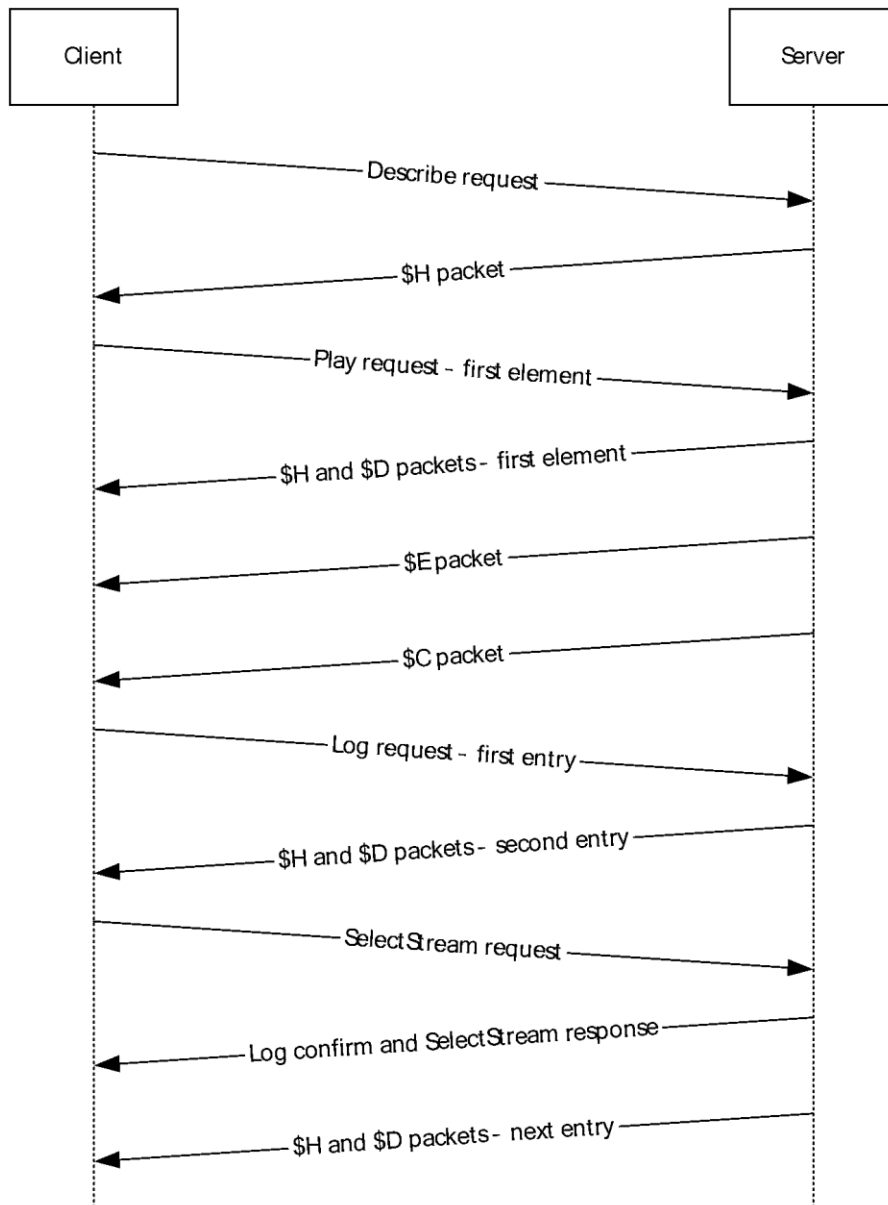 Client
Server
Describe request
$H packet
Play request - first element
$H and $D packets - first element
$E packet
$C packet
Log request - first entry
$H and $D packets - second entry
SelectStream request
Log confirm and SelectStream response
$H and $D packets - next entry